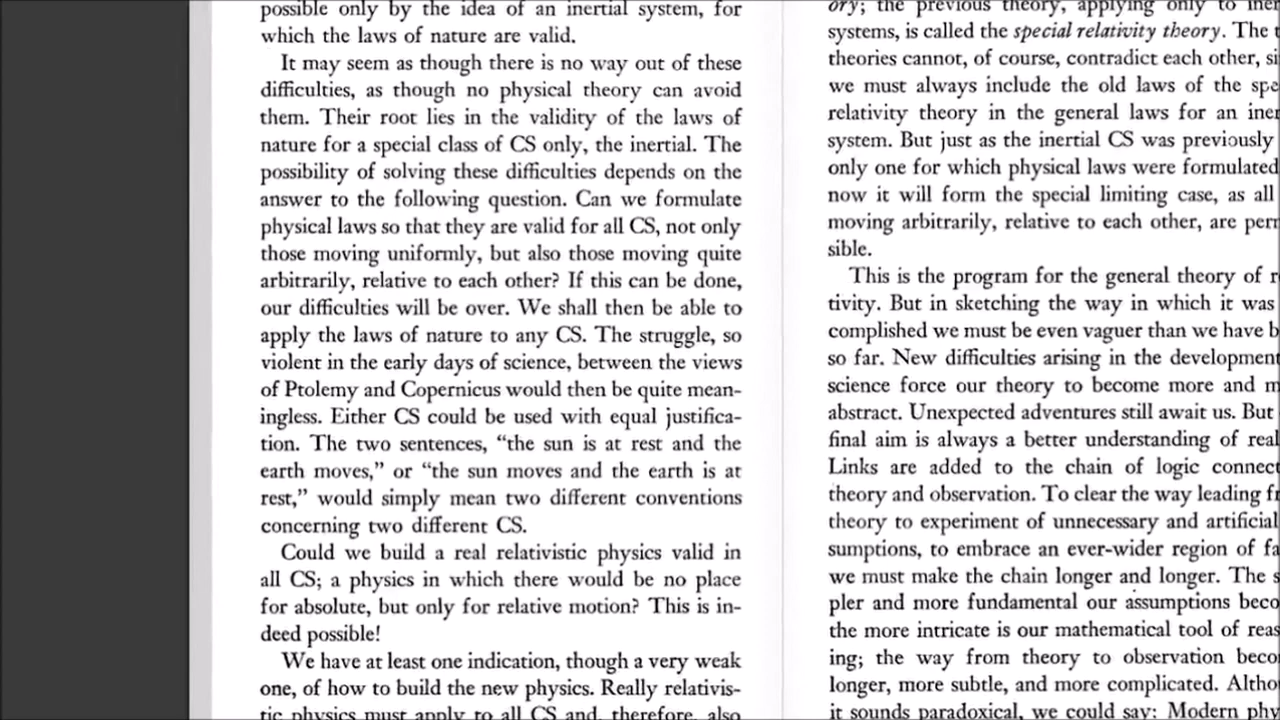 possible only by the idea of an inertial system, for
which the laws of nature are valid.
It may seem as though there is no way out of these
difficulties, as though no physical theory can avoid
them. Their root lies in the validity of the laws of
nature for a special class of CS only, the inertial. The
possibility of solving these difficulties depends on the
answer to the following question. Can we formulate
physical laws so that they are valid for all CS, not only
those moving uniformly, but also those moving quite
arbitrarily, relative to each other? If this can be done,
our difficulties will be over. We shall then be able to
apply the laws of nature to any CS. The struggle, so
violent in the early days of science, between the views
of Ptolemy and Copernicus would then be quite mean-
ingless. Either CS could be used with equal justifica-
tion. The two sentences, “the sun is at rest and the
earth moves,” or “the sun moves and the earth is at
rest,” would simply mean two different conventions
concerning two different CS.
Could we build a real relativistic physics valid in
all CS; a physics in which there would be no place
for absolute, but only for relative motion? This is in-
deed possible!
We have at least one indication, though a very weak
one, of how to build the new physics. Really relativis-
tic physics must apply to all CS and, therefore, also
ory; the previous theory, applying only to
systems, is called the special relativity theory. The
theories cannot, of course, contradict each other,
we must always include the old laws of the
relativity theory in the general laws for an
system. But just as the inertial CS was previously
only one for which physical laws were formulated
now it will form the special limiting case, as all
moving arbitrarily, relative to each other, are
sible.
This is the program for the general theory of
tivity. But in sketching the way in which it was
complished we must be even vaguer than we have
so far. New difficulties arising in the development
science force our theory to become more and
abstract. Unexpected adventures still await us. But
final aim is always a better understanding of
Links are added to the chain of logic
theory and observation. To clear the way leading
theory to experiment of unnecessary and artificial
sumptions, to embrace an ever-wider region of
we must make the chain longer and longer. The
pler and more fundamental our assumptions
the more intricate is our mathematical tool of
ing; the way from theory to observation
longer, more subtle, and more complicated.
it sounds paradoxical, we could say: Modern